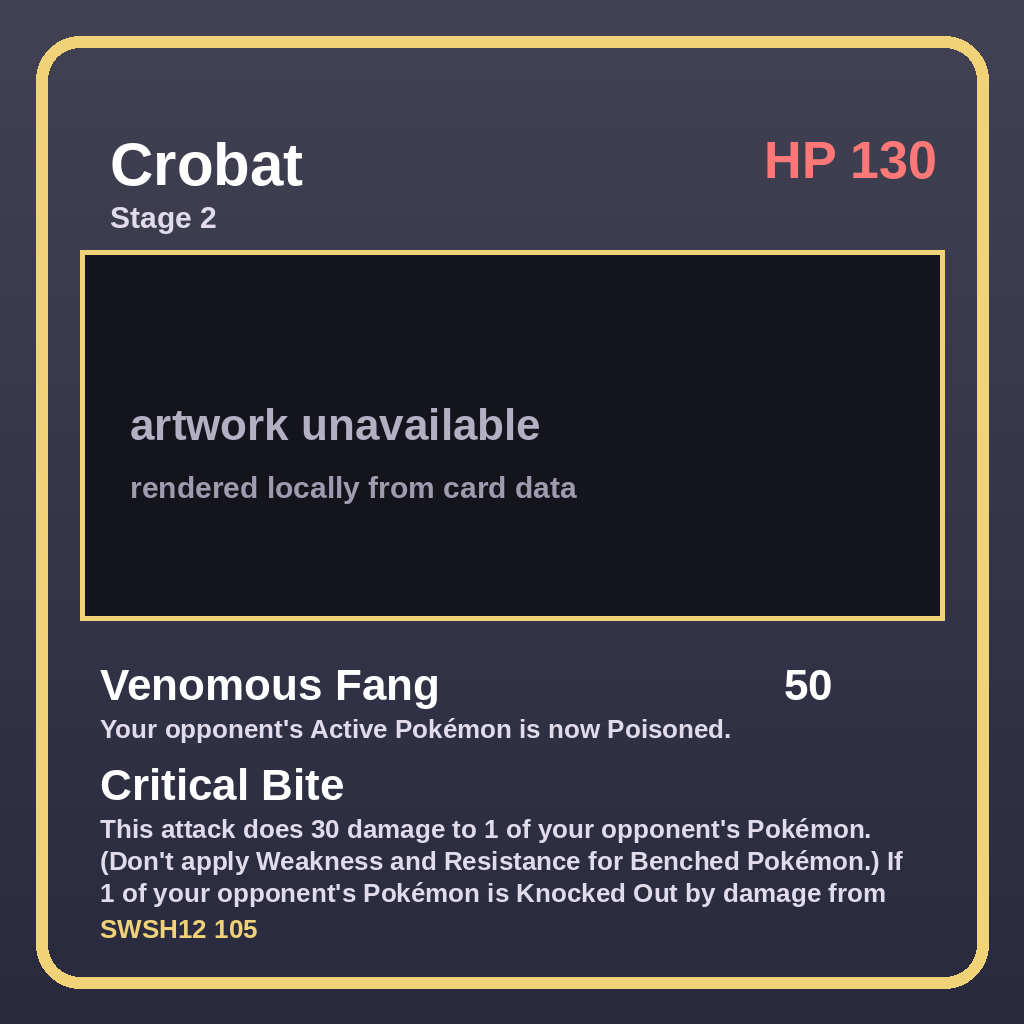 Crobat
HP 130
Stage 2
artwork unavailable
rendered locally from card data
Venomous Fang
50
Your opponent's Active Pokémon is now Poisoned.
Critical Bite
This attack does 30 damage to 1 of your opponent's Pokémon.
(Don't apply Weakness and Resistance for Benched Pokémon.) If
1 of your opponent's Pokémon is Knocked Out by damage from
SWSH12 105